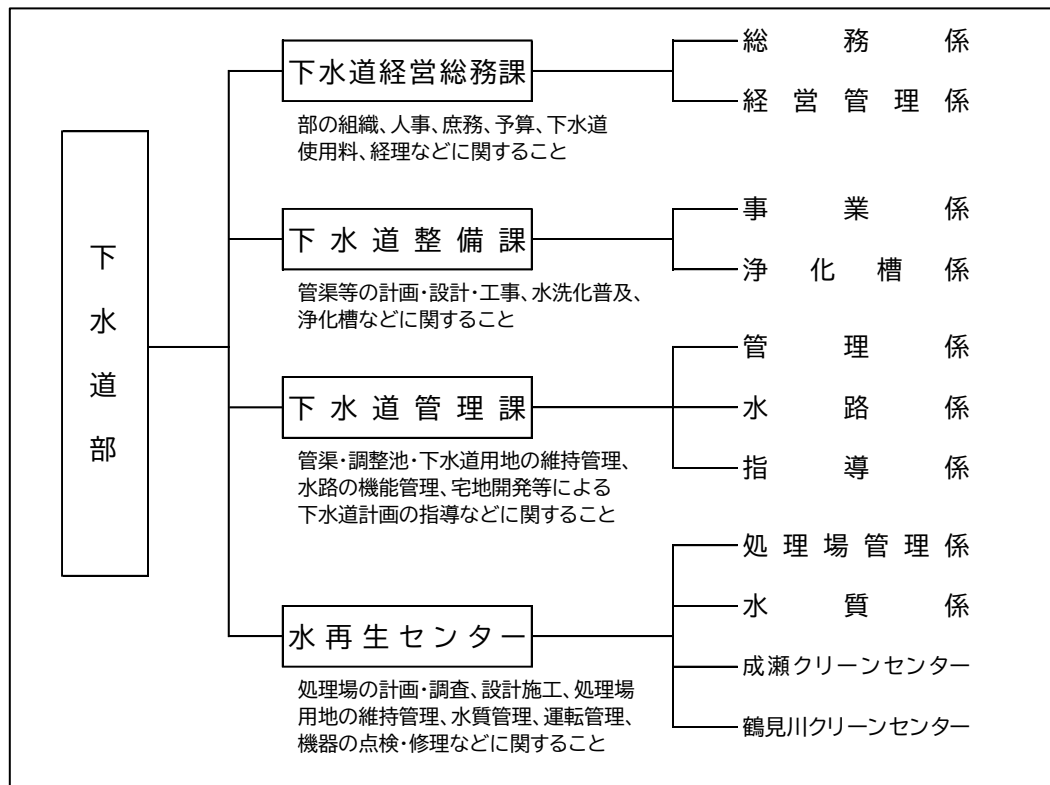 下水道部
下水道経営総務課
部の組織、人事、庶務、予算、下水道
使用料、経理などに関すること
総務係
経営管理係
下水道整備課
管渠等の計画・設計・工事、水洗化普及、
浄化槽などに関すること
事業係
浄化槽係
下水道管理課
管渠・調整池・下水道用地の維持管理、
水路の機能管理、宅地開発等による
下水道計画の指導などに関すること
管理係
水路係
指導係
水再生センター
処理場の計画・調査、設計施工、処理場
用地の維持管理、水質管理、運転管理、
機器の点検・修理などに関すること
処理場管理係
水質係
成瀬クリーンセンター
鶴見川クリーンセンター